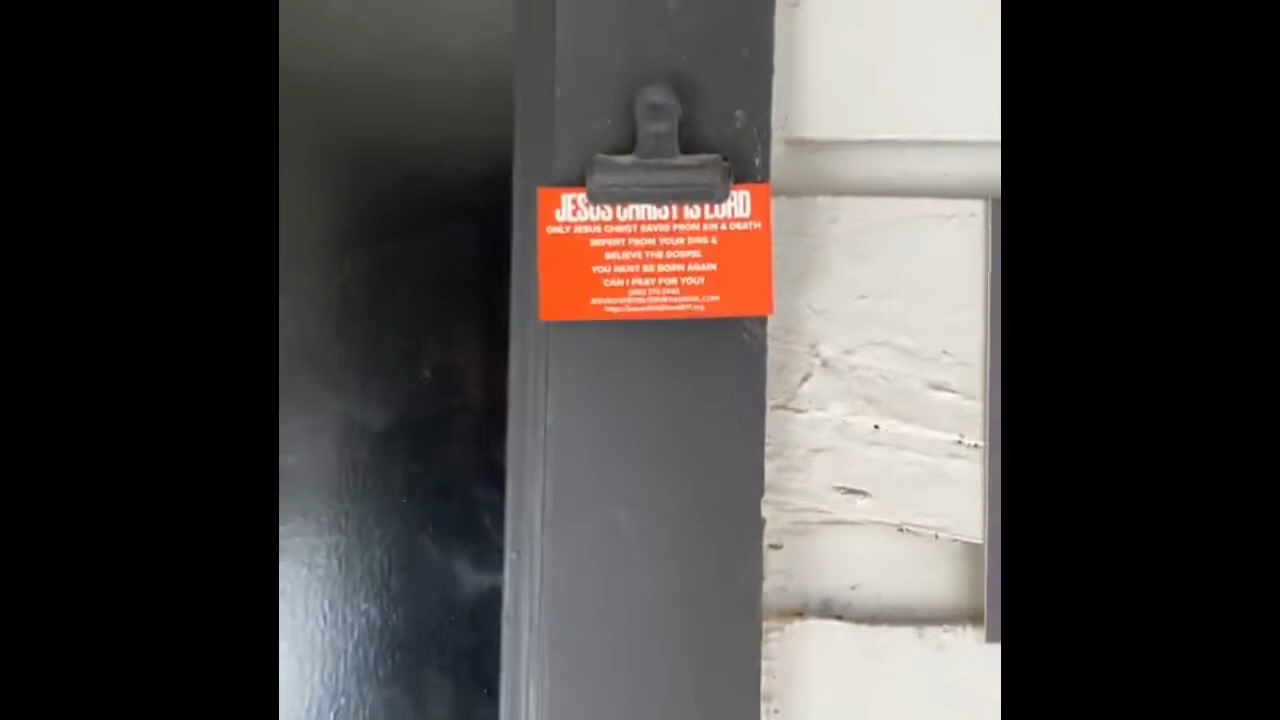 JESUS CHRIST IS LORD
ONLY JESUS CHRIST SAVES FROM SIN & DEATH
REPENT FROM YOUR SINS &
BELIEVE THE GOSPEL
YOU MUST BE BORN AGAIN
CAN I PRAY FOR YOU?